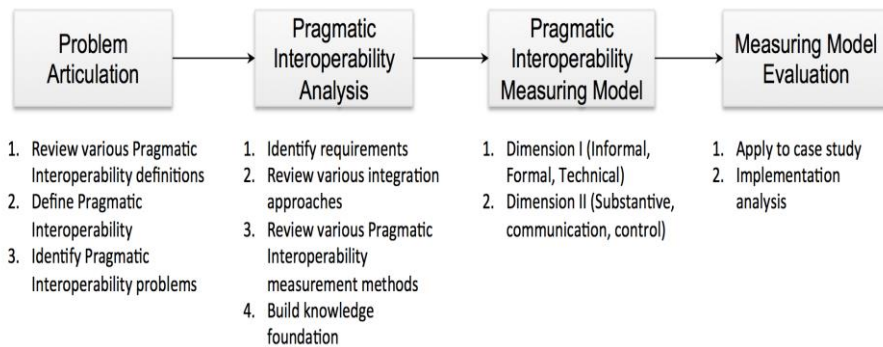 Problem
Articulation
Pragmatic
Interoperability
Analysis
Pragmatic
Interoperability
Measuring Model
Measuring Model
Evaluation
1. Review various Pragmatic
Interoperability definitions
2. Define Pragmatic
Interoperability
3. Identify Pragmatic
Interoperability problems
1. Identify requirements
2. Review various integration
approaches
3. Review various Pragmatic
Interoperability
measurement methods
4. Build knowledge
foundation
1. Dimension I (Informal,
Formal, Technical)
2. Dimension II (Substantive,
communication, control)
1. Apply to case study
2. Implementation
analysis